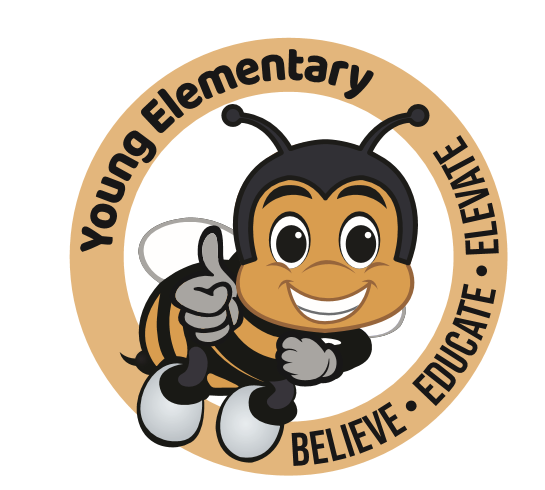 Young Elementary
BELIEVE • EDUCATE • ELEVATE